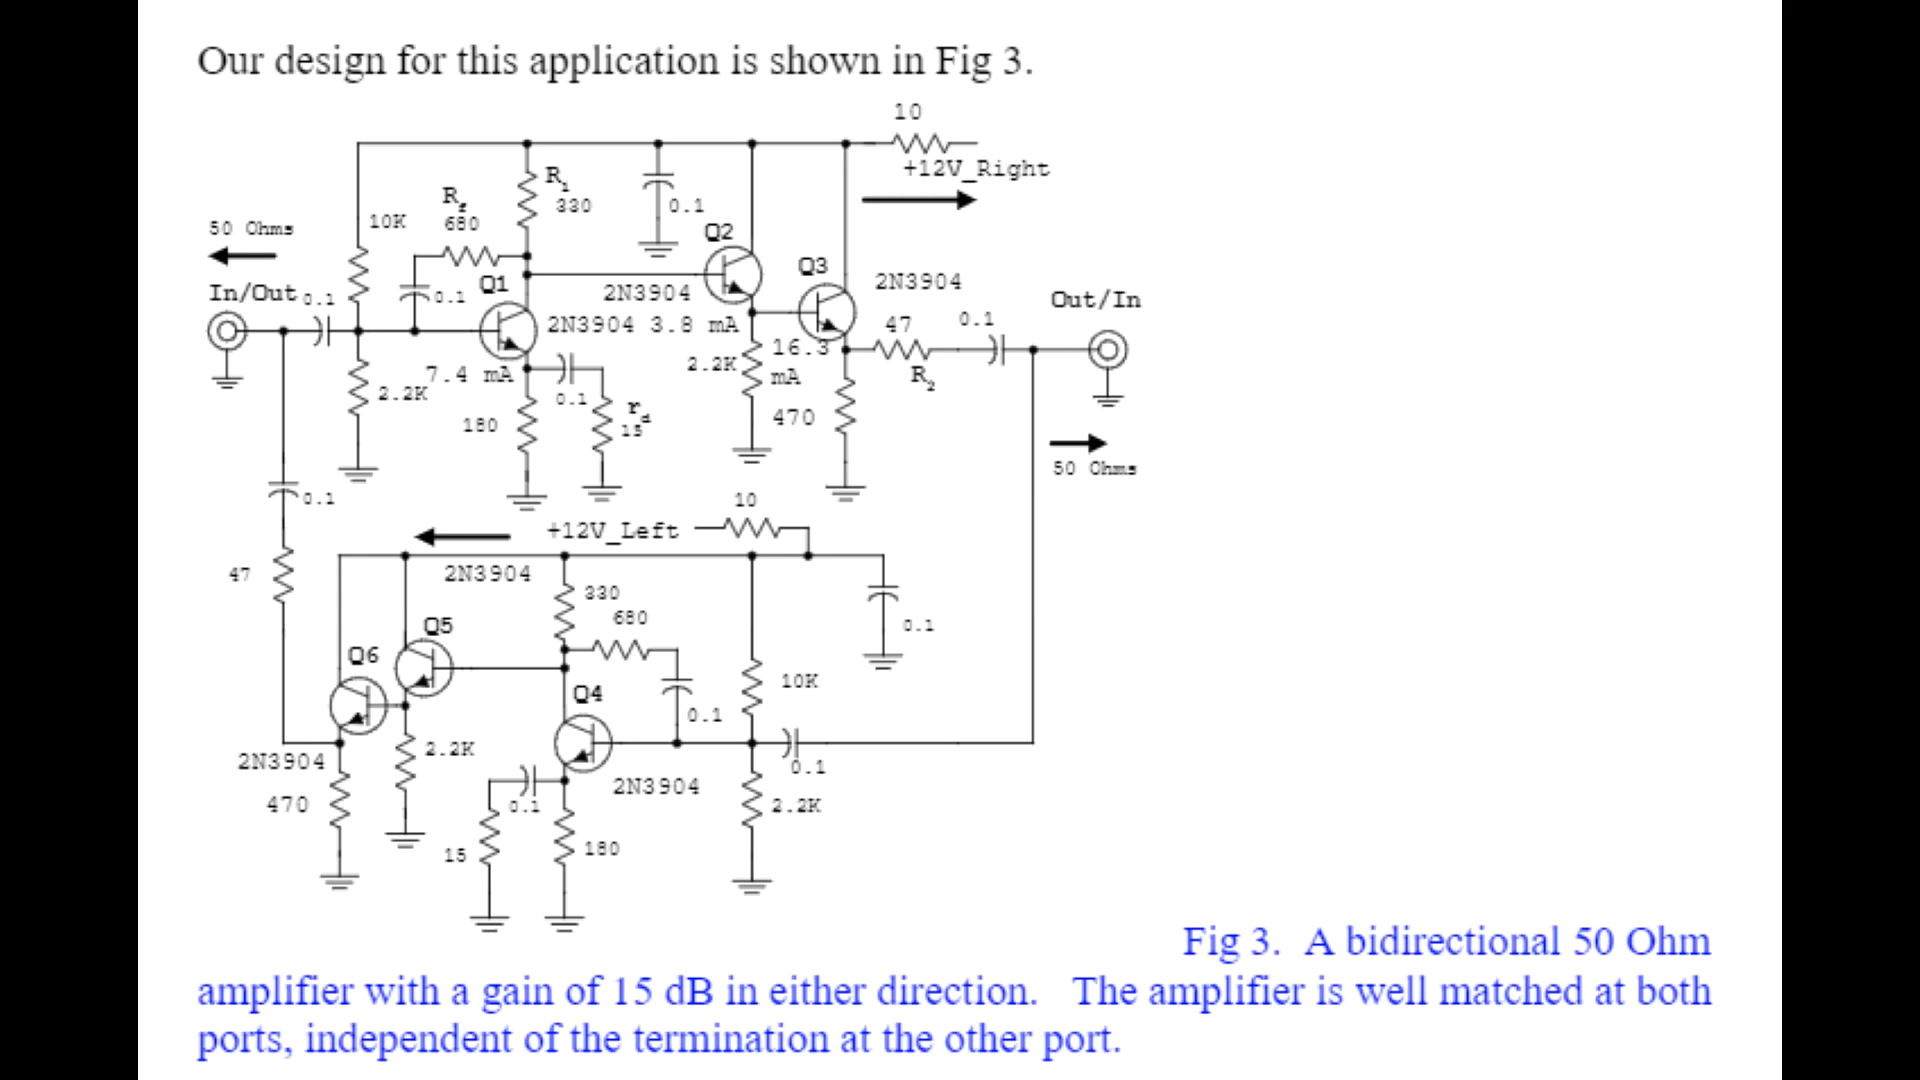 Our design for this application is shown in Fig 3.
10
+12V_Right
R1
330
0.1
Rf
680
10K
50 Ohms
Q2
Q3
2N3904
In/Out
0.1
0.1
Q1
2N3904
Out/In
2N3904
3.8 mA
47
0.1
16.3
mA
2.2K
R2
7.4 mA
2.2K
0.1
rd
15
180
470
50 Ohms
0.1
10
+12V_Left
47
2N3904
330
680
0.1
Q5
Q6
10K
Q4
0.1
2.2K
2N3904
0.1
2N3904
470
0.1
2.2K
15
180
Fig 3. A bidirectional 50 Ohm
amplifier with a gain of 15 dB in either direction. The amplifier is well matched at both
ports, independent of the termination at the other port.